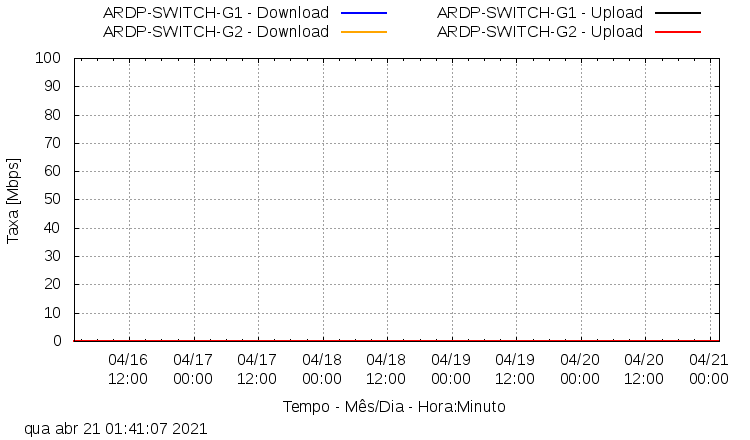 ARDP-SWITCH-G1 - Download
ARDP-SWITCH-G1 - Upload
ARDP-SWITCH-G2 - Download
ARDP-SWITCH-G2 - Upload
100
90
80
70
60
50
40
30
20
10
0
Taxa [Mbps]
04/16 04/17 04/17 04/18 04/18 04/19 04/19 04/20 04/20 04/21
12:00 00:00 12:00 00:00 12:00 00:00 12:00 00:00 12:00 00:00
Tempo - Mês/Dia - Hora:Minuto
qua abr 21 01:41:07 2021